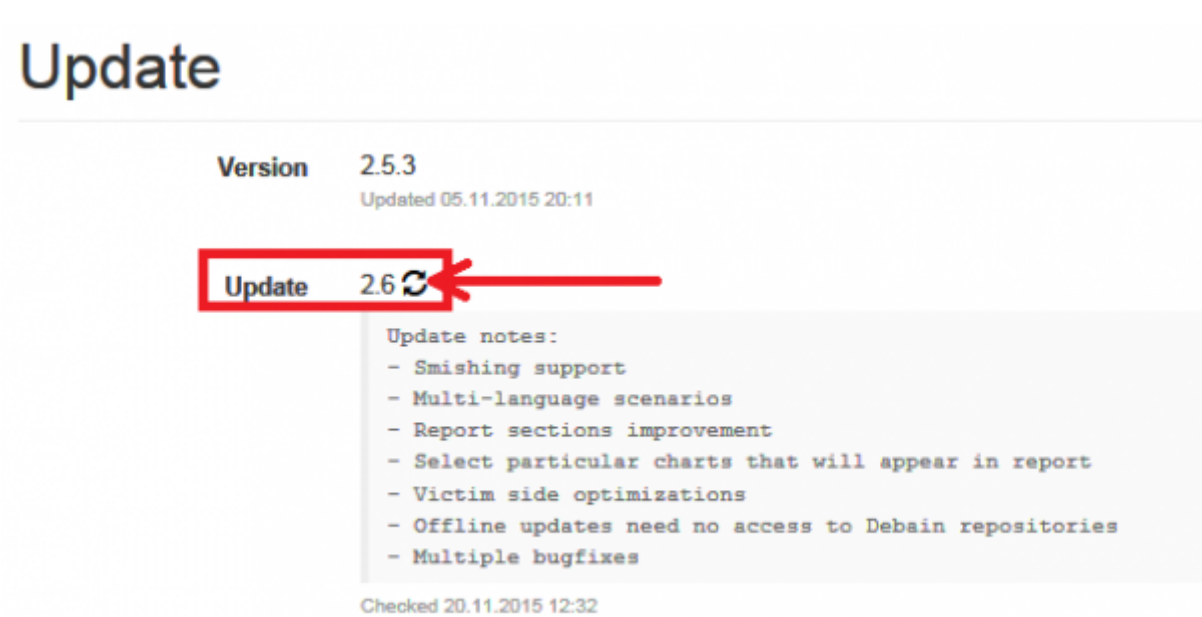 Update
Version 2.5.3
Updated 05.11.2015 20:11
Update 2.6
Update notes:
- Smishing support
- Multi-language scenarios
- Report sections improvement
- Select particular charts that will appear in report
- Victim side optimizations
- Offline updates need no access to Debain repositories
- Multiple bugfixes
Checked 20.11.2015 12:32